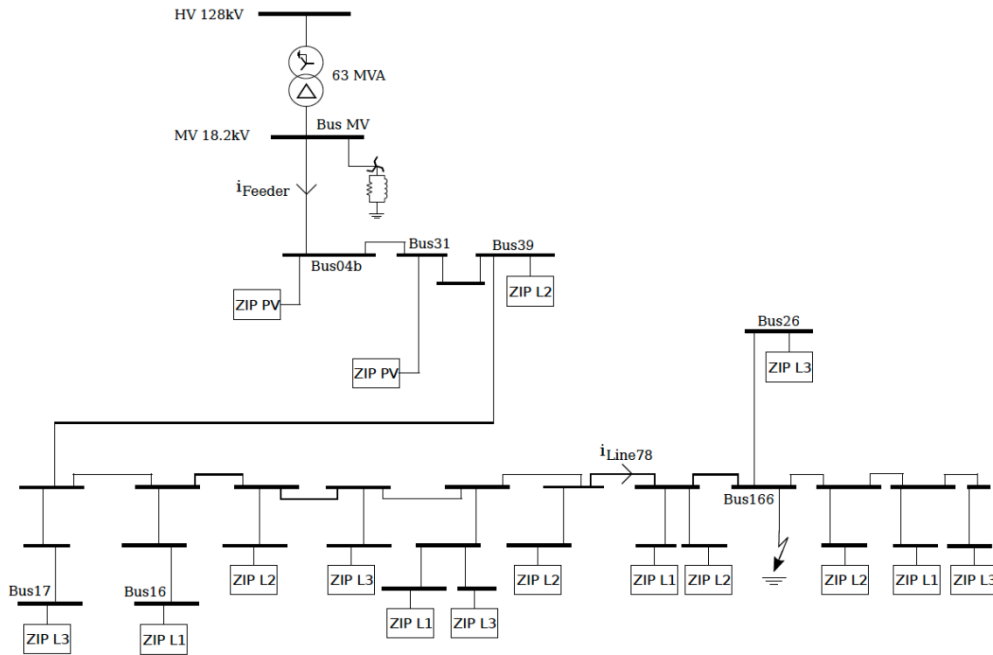 HV 128kV
63 MVA
Bus MV
MV 18.2kV
iFeeder
Bus31
Bus39
Bus04b
ZIP PV
ZIP L2
Bus26
ZIP PV
ZIP L3
iLine78
Bus166
ZIP L2
ZIP L3
ZIP L2
ZIP L1
ZIP L2
ZIP L2
ZIP L1
ZIP L3
Bus17
Bus16
ZIP L1
ZIP L3
ZIP L3
ZIP L1